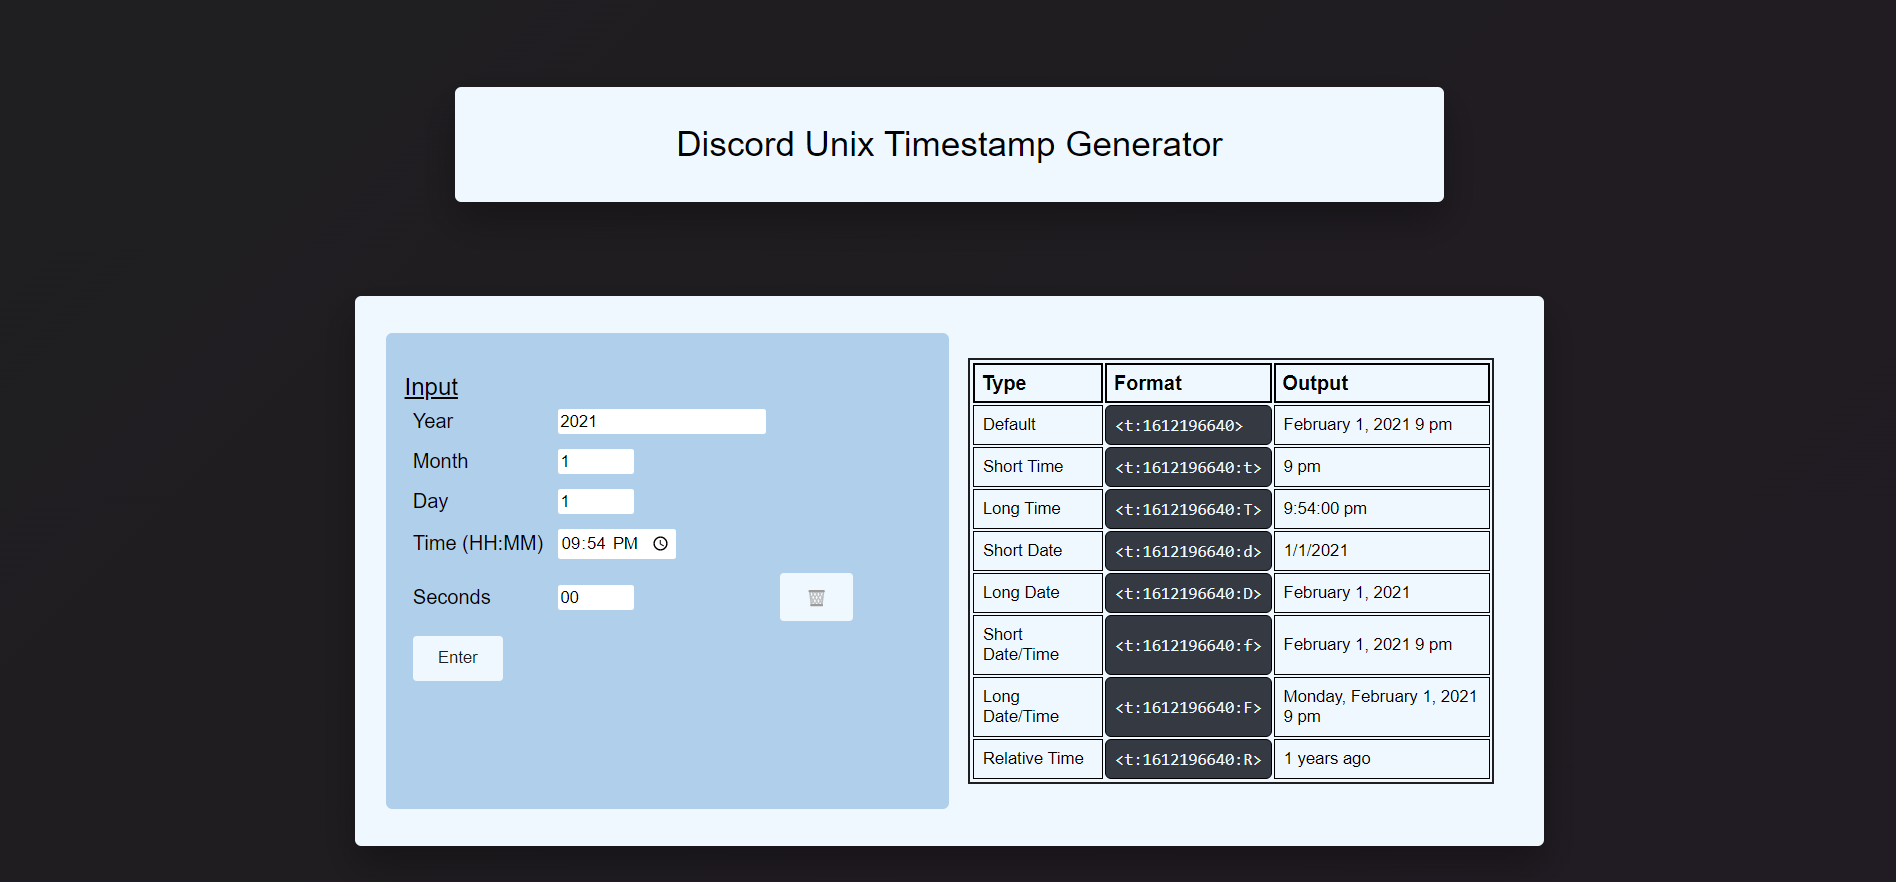 Discord Unix Timestamp Generator
Input
Year 2021
Month 1
Day 1
Time (HH:MM) 09:54 PM
Seconds 00
Enter
Type Format Output
Default <t:1612196640> February 1, 2021 9 pm
Short Time <t:1612196640:t> 9 pm
Long Time <t:1612196640:T> 9:54:00 pm
Short Date <t:1612196640:d> 1/1/2021
Long Date <t:1612196640:D> February 1, 2021
Short
Date/Time <t:1612196640:f> February 1, 2021 9 pm
Long
Date/Time <t:1612196640:F> Monday, February 1, 2021
9 pm
Relative Time <t:1612196640:R> 1 years ago